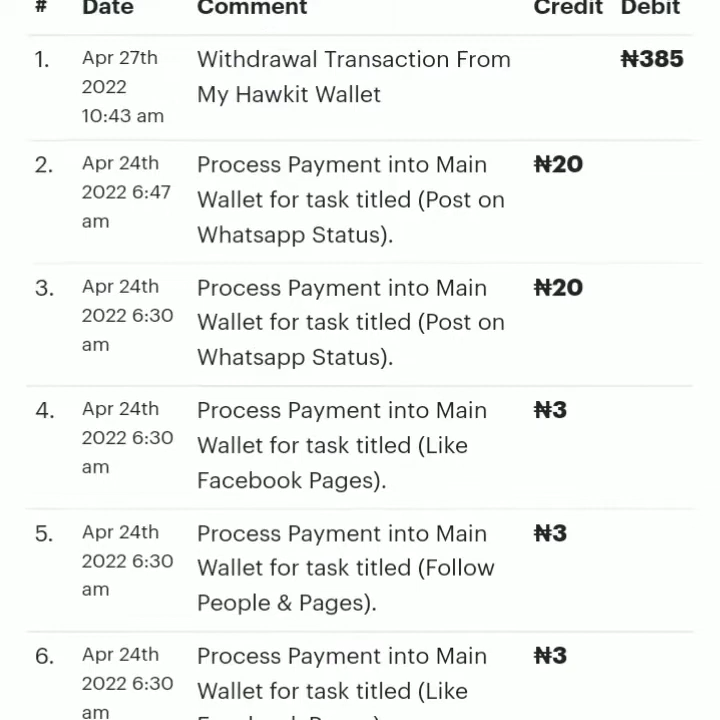 # Date Comment Credit Debit
1. Apr 27th Withdrawal Transaction From ₦385
2022 My Hawkit Wallet
10:43 am
2. Apr 24th Process Payment into Main ₦20
2022 6:47 Wallet for task titled (Post on
am Whatsapp Status).
3. Apr 24th Process Payment into Main ₦20
2022 6:30 Wallet for task titled (Post on
am Whatsapp Status).
4. Apr 24th Process Payment into Main ₦3
2022 6:30 Wallet for task titled (Like
am Facebook Pages).
5. Apr 24th Process Payment into Main ₦3
2022 6:30 Wallet for task titled (Follow
am People & Pages).
6. Apr 24th Process Payment into Main ₦3
2022 6:30 Wallet for task titled (Like
am